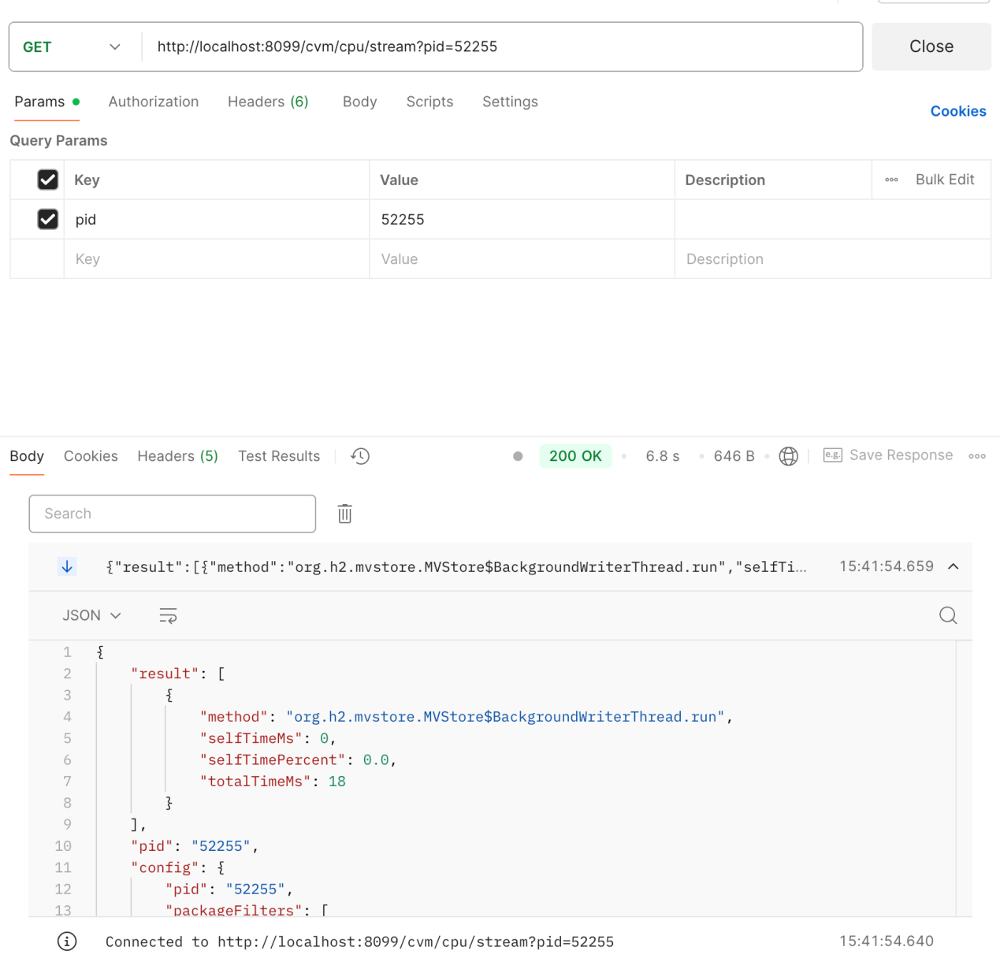 GET http://localhost:8099/cvm/cpu/stream?pid=52255 Close
Params Authorization Headers (6) Body Scripts Settings
Cookies
Query Params
Key Value Description Bulk Edit
pid 52255
Key Value Description
Body Cookies Headers (5) Test Results 200 OK 6.8 s 646 B e.g. Save Response
Search
{"result":[{"method":"org.h2.mvstore.MVStore$BackgroundWriterThread.run","selfTi... 15:41:54.659
JSON
1 {
2 "result": [
3 {
4 "method": "org.h2.mvstore.MVStore$BackgroundWriterThread.run",
5 "selfTimeMs": 0,
6 "selfTimePercent": 0.0,
7 "totalTimeMs": 18
8 }
9 ],
10 "pid": "52255",
11 "config": {
12 "pid": "52255",
13 "packageFilters": [
Connected to http://localhost:8099/cvm/cpu/stream?pid=52255 15:41:54.640